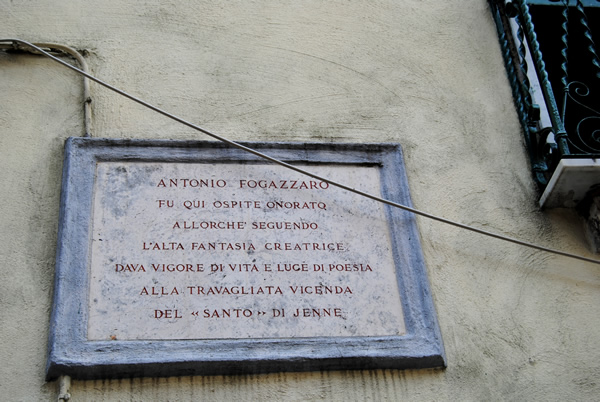 ANTONIO FOGAZZARO
FU QUI OSPITE ONORATO
ALLORCHE' SEGUENDO
L'ALTA FANTASIA CREATRICE
DAVA VIGORE DI VITA E LUCE DI POESIA
ALLA TRAVAGLIATA VICENDA
DEL «SANTO» DI JENNE